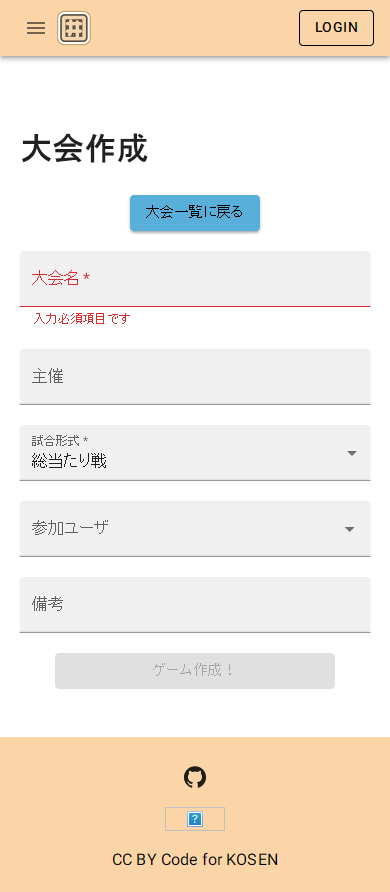 LOGIN
大会作成
大会一覧に戻る
大会名 *
入力必須項目です
主催
試合形式 *
総当たり戦
参加ユーザ
備考
ゲーム作成！
CC BY Code for KOSEN